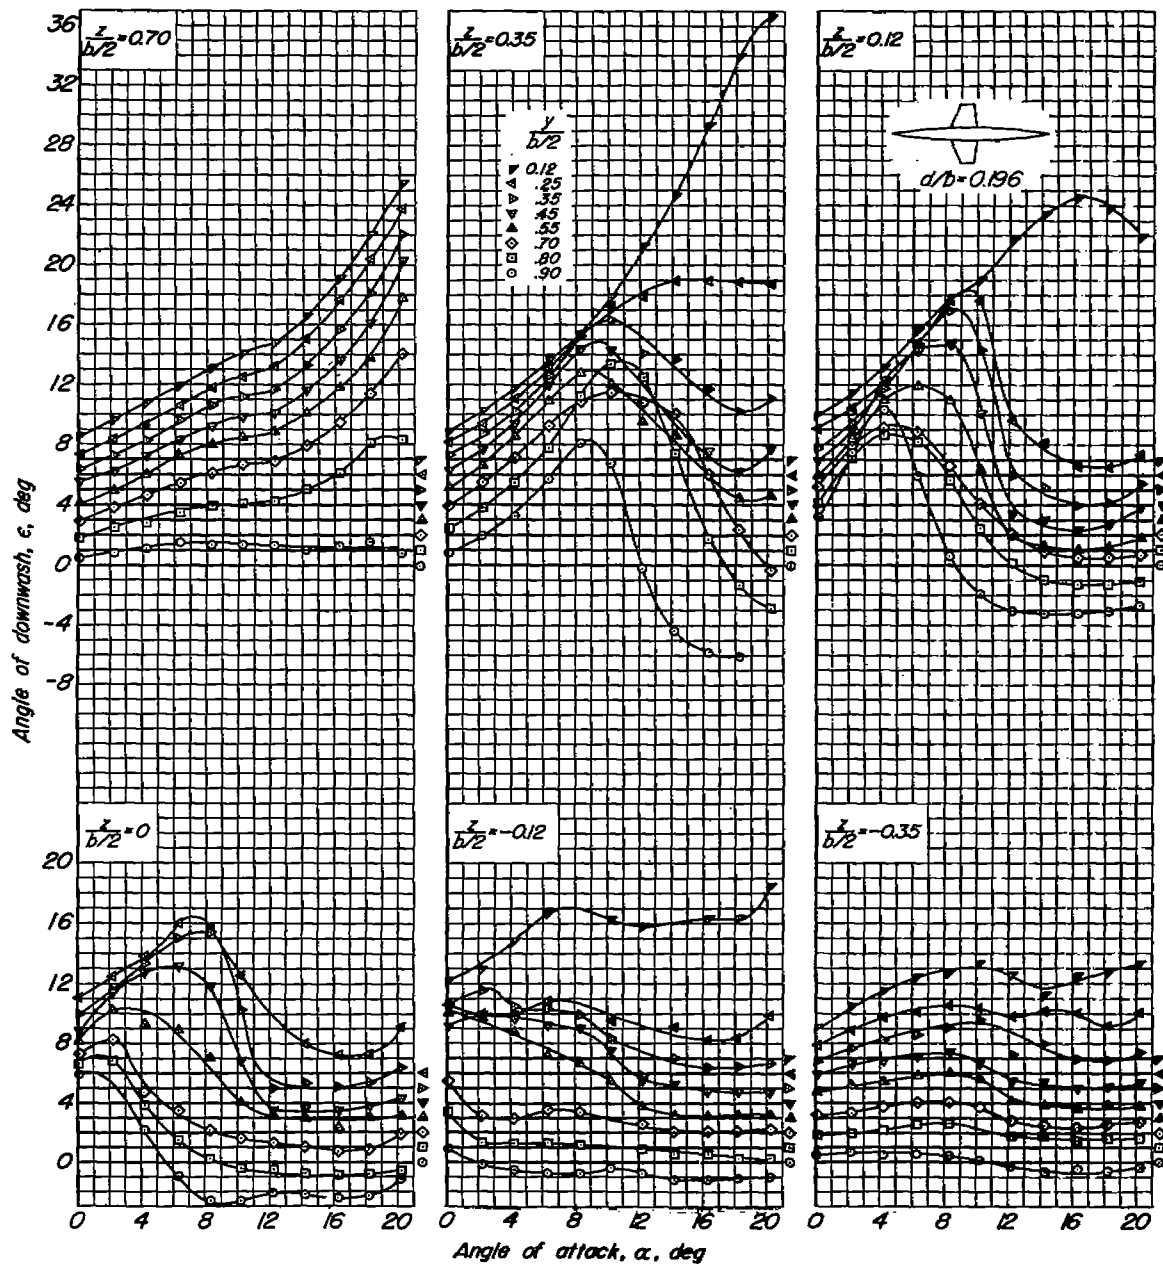 z/b/2 = 0.70
z/b/2 = 0.35
z/b/2 = 0.12
y
b/2
0.12
.25
.35
.45
.55
.70
.80
.90
d/b = 0.196
36
32
28
24
20
16
12
8
4
0
-4
-8
Angle of downwash, ϵ, deg
z/b/2 = 0
z/b/2 = -0.12
z/b/2 = -0.35
20
16
12
8
4
0
0 4 8 12 16 20
0 4 8 12 16 20
0 4 8 12 16 20
Angle of attack, α, deg